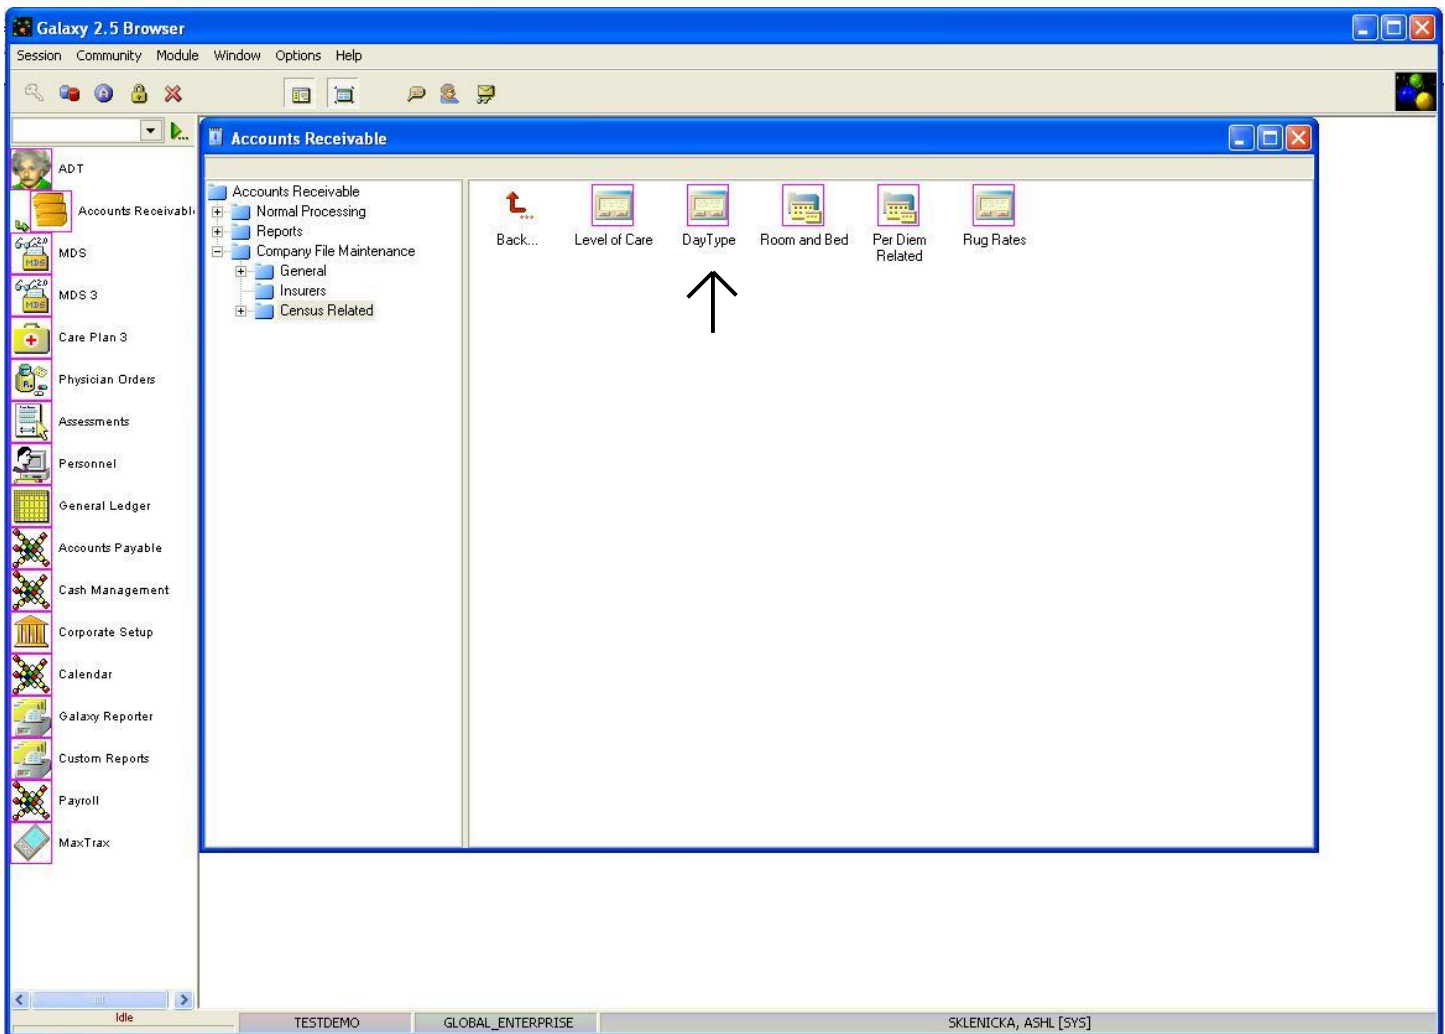 Galaxy 2.5 Browser
Session Community Module Window Options Help
Accounts Receivable
ADT
Accounts Receivabl
MDS
MDS 3
Care Plan 3
Physician Orders
Assessments
Personnel
General Ledger
Accounts Payable
Cash Management
Corporate Setup
Calendar
Galaxy Reporter
Custom Reports
Payroll
MaxTrax
Accounts Receivable
Normal Processing
Reports
Company File Maintenance
General
Insurers
Census Related
Back... Level of Care DayType Room and Bed Per Diem Rug Rates
Related
Idle TESTDEMO GLOBAL_ENTERPRISE SKLENICKA, ASHL [SYS]